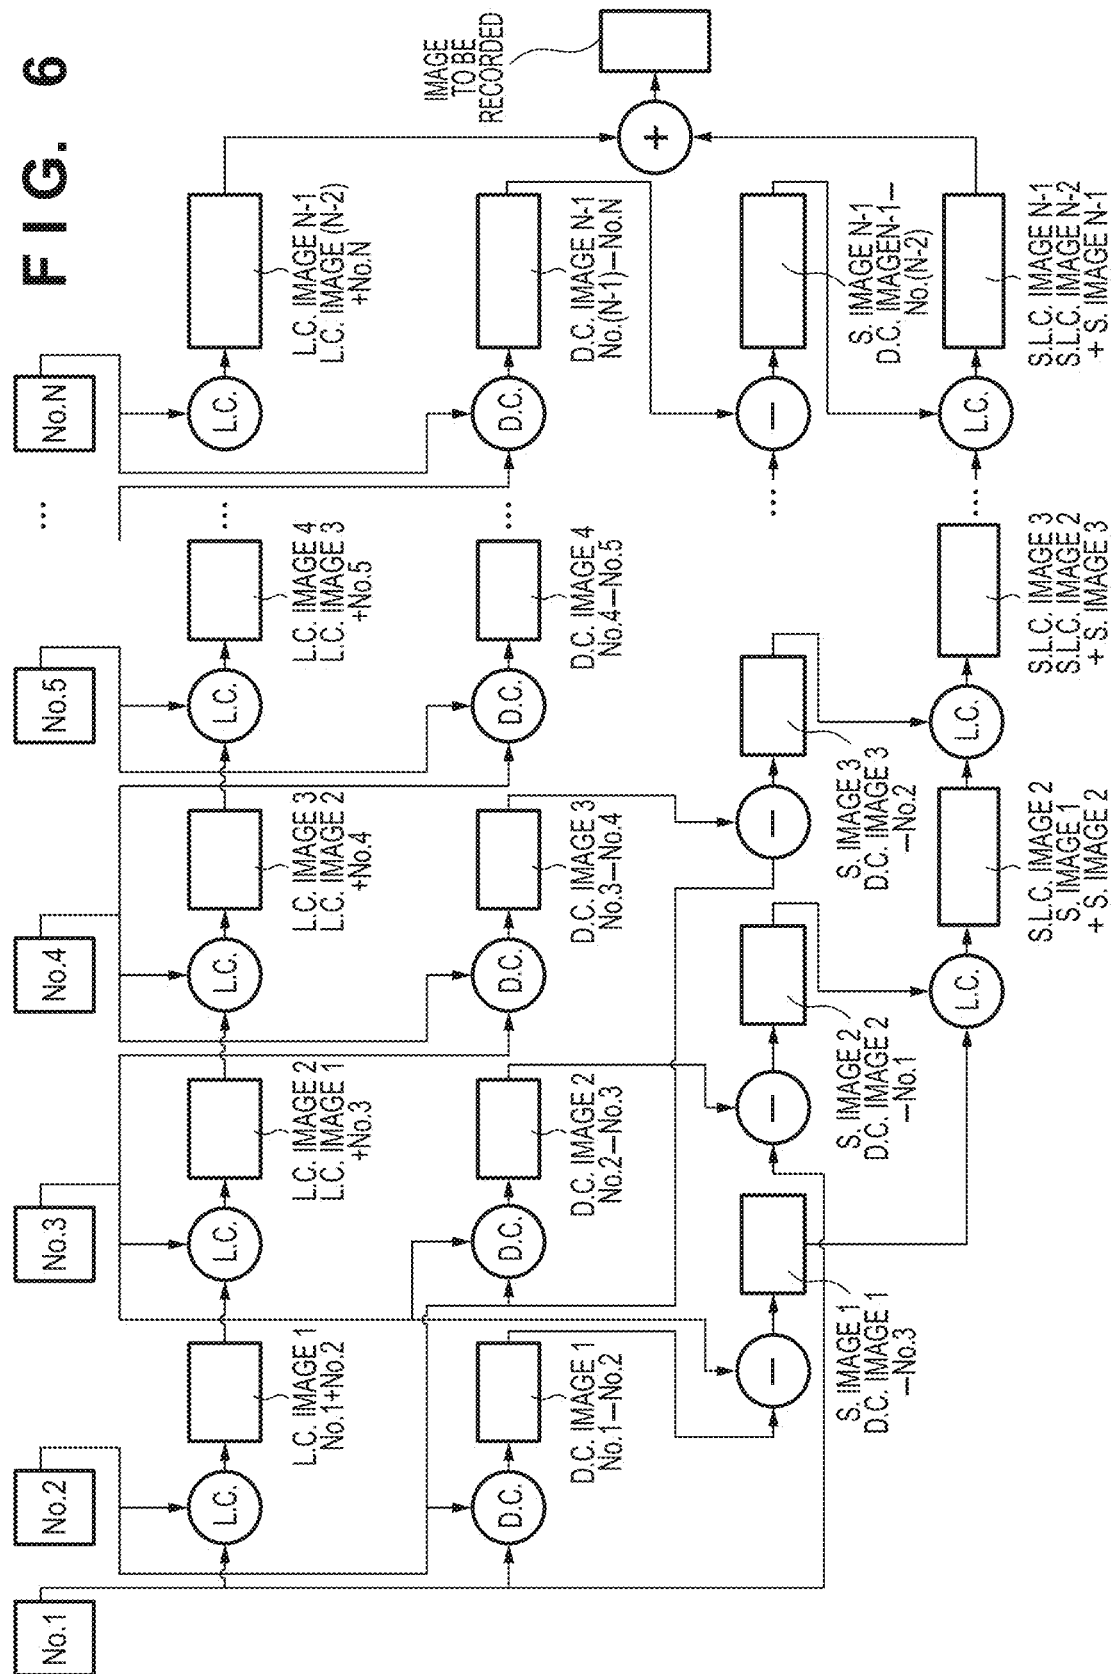 FIG. 6
No.1
No.2
No.3
No.4
No.5
...
No.N
L.C.
L.C.
L.C.
L.C.
...
L.C.
L.C. IMAGE 1
No.1+No.2
L.C. IMAGE 2
L.C. IMAGE 1
+No.3
L.C. IMAGE 3
L.C. IMAGE 2
+No.4
L.C. IMAGE 4
L.C. IMAGE 3
+No.5
L.C. IMAGE N-1
L.C. IMAGE (N-2)
+No.N
D.C.
D.C.
D.C.
D.C.
...
D.C.
D.C. IMAGE 1
No.1—No.2
D.C. IMAGE 2
No.2—No.3
D.C. IMAGE 3
No.3—No.4
D.C. IMAGE 4
No.4—No.5
D.C. IMAGE N-1
No.(N-1)—No.N
IMAGE
TO BE
RECORDED
+
—
—
—
...
—
S. IMAGE 1
D.C. IMAGE 1
—No.3
S. IMAGE 2
D.C. IMAGE 2
—No.1
S. IMAGE 3
D.C. IMAGE 3
—No.2
S. IMAGE N-1
D.C. IMAGEN-1—
No.(N-2)
L.C.
L.C.
...
L.C.
S.L.C. IMAGE 2
S. IMAGE 1
+ S. IMAGE 2
S.L.C. IMAGE 3
S.L.C. IMAGE 2
+ S. IMAGE 3
S.L.C. IMAGE N-1
S.L.C. IMAGE N-2
+ S. IMAGE N-1